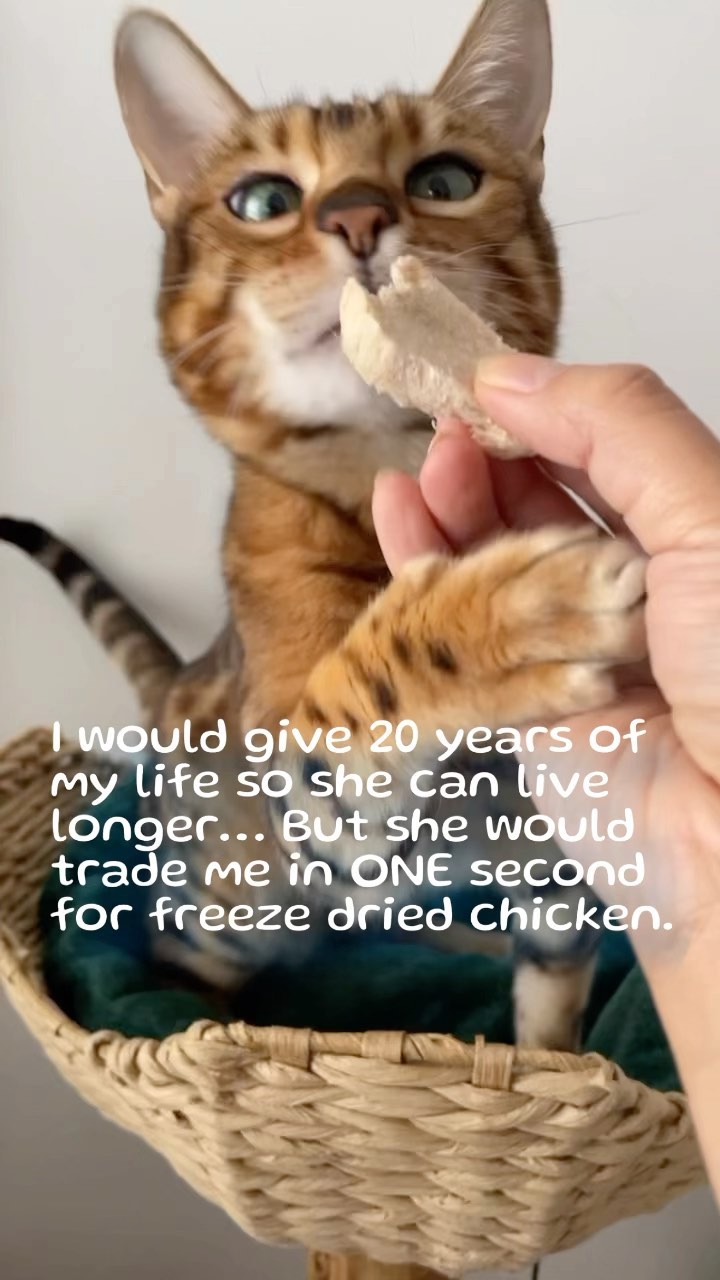 I would give 20 years of
my life so she can live
longer... But she would
trade me in ONE second
for freeze dried chicken.